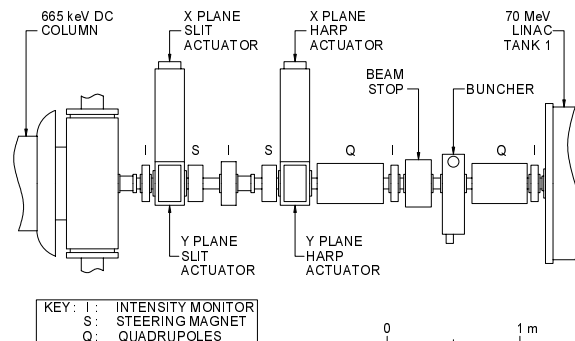 665 keV DC
COLUMN
X PLANE
SLIT
ACTUATOR
X PLANE
HARP
ACTUATOR
70 MeV
LINAC
TANK 1
BEAM
STOP
BUNCHER
I S I S Q I Q I
Y PLANE
SLIT
ACTUATOR
Y PLANE
HARP
ACTUATOR
KEY: I : INTENSITY MONITOR
S : STEERING MAGNET
Q : QUADRUPOLES
0 1 m